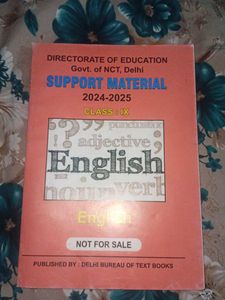 DIRECTORATE OF EDUCATION
Govt. of NCT, Delhi
SUPPORT MATERIAL
2024-2025
CLASS : IX
punctuation
adjective
English
noun
verb
English
NOT FOR SALE
PUBLISHED BY : DELHI BUREAU OF TEXT BOOKS